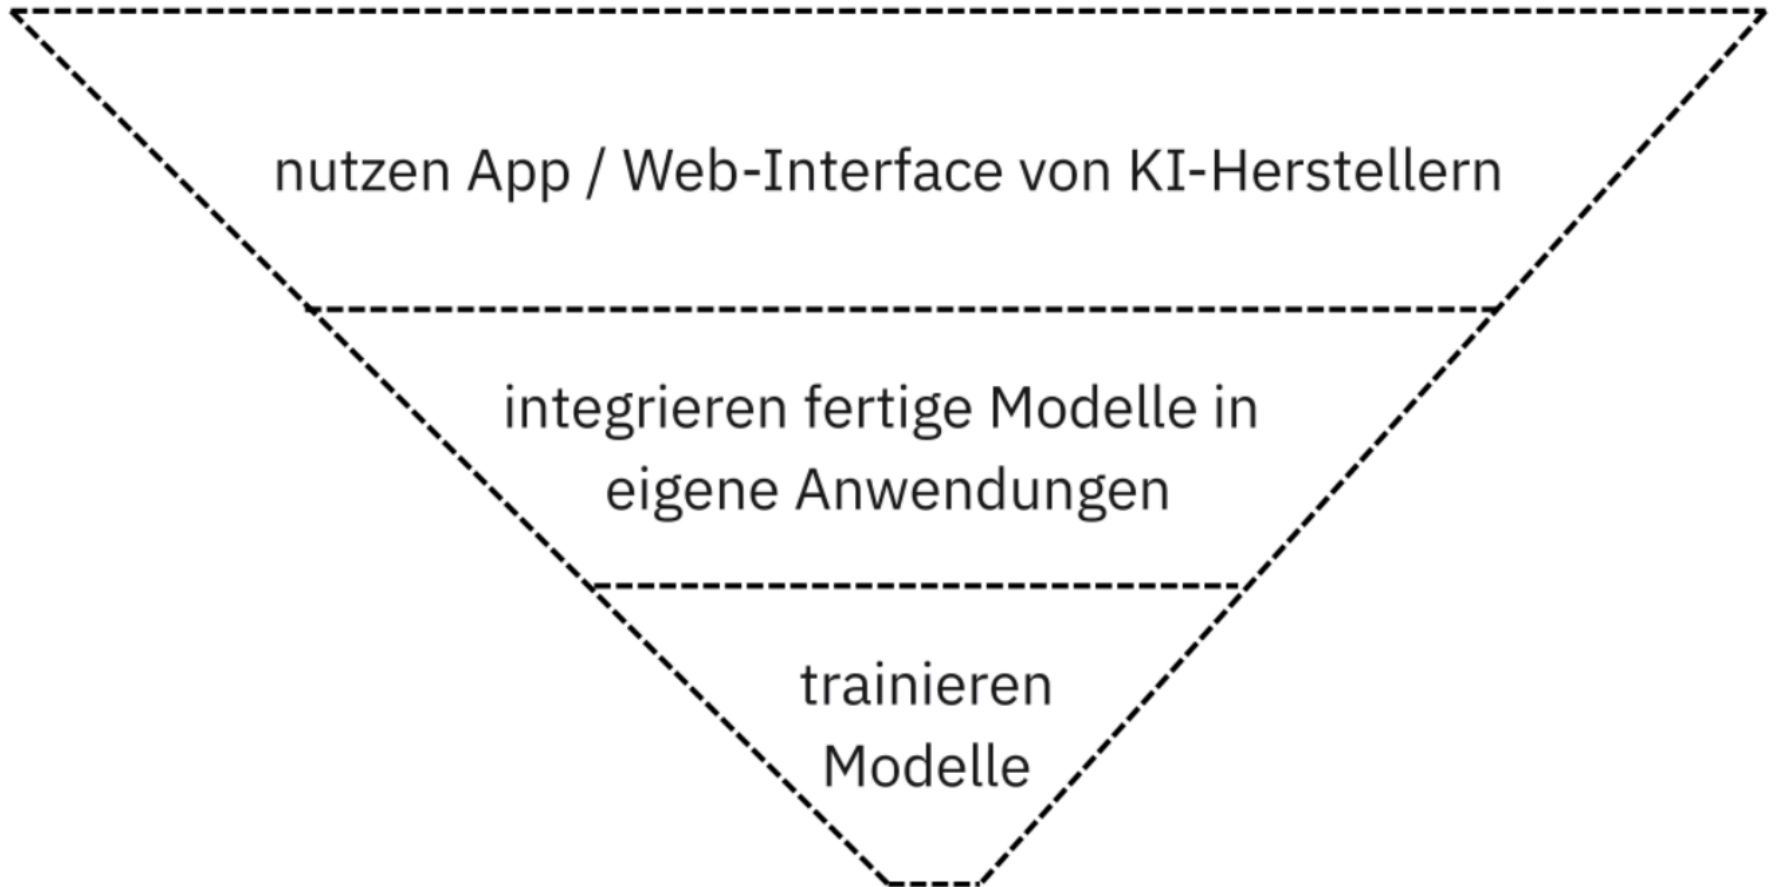 nutzen App / Web-Interface von KI-Herstellern
integrieren fertige Modelle in
eigene Anwendungen
trainieren
Modelle